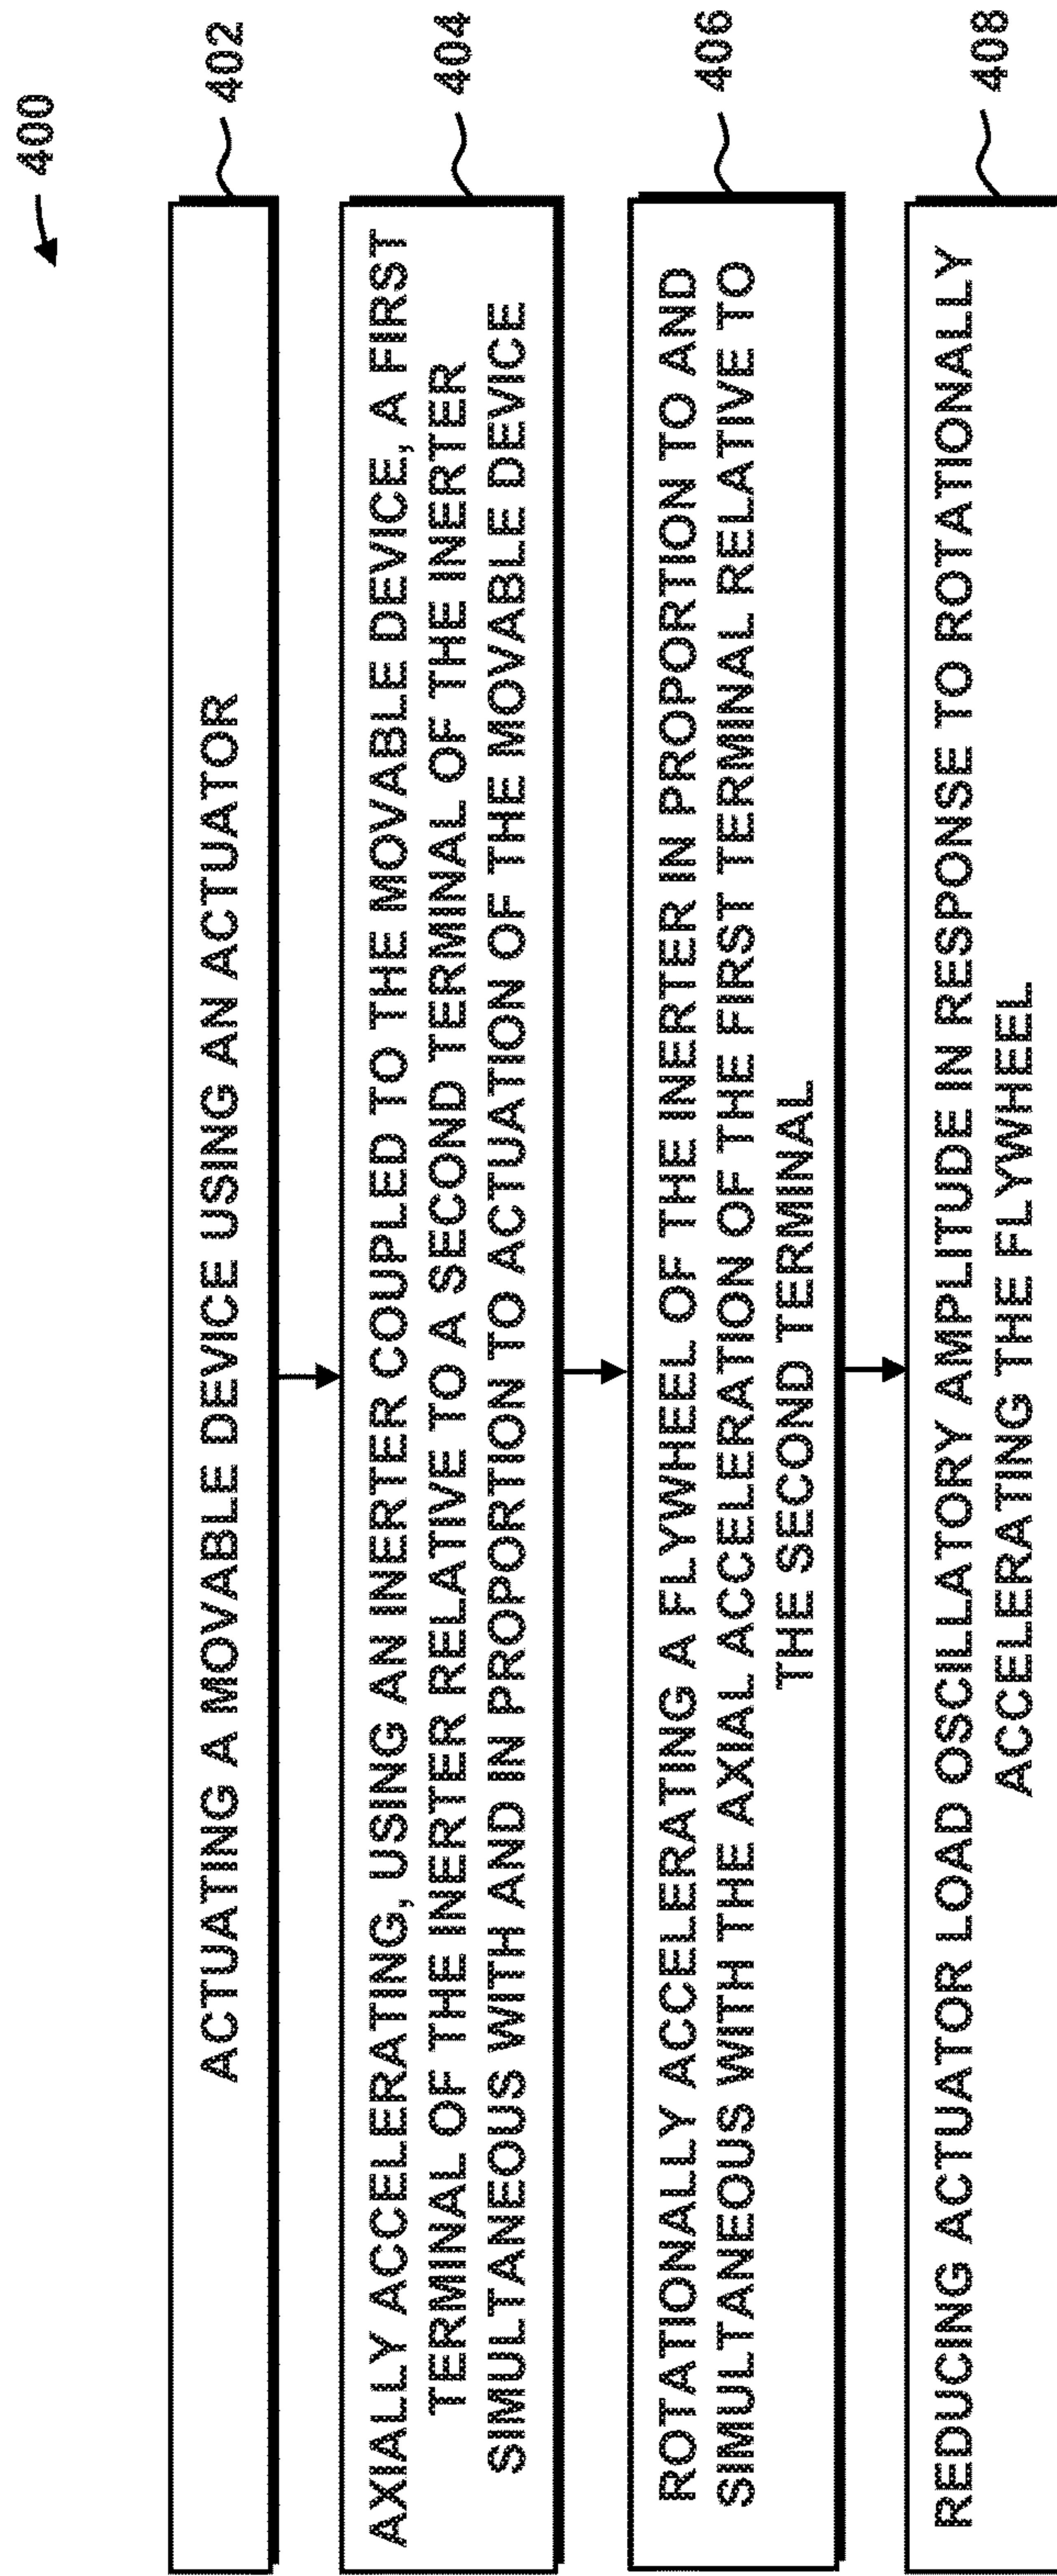 400
ACTUATING A MOVABLE DEVICE USING AN ACTUATOR
402
AXIALLY ACCELERATING, USING AN INERTER COUPLED TO THE MOVABLE DEVICE, A FIRST
TERMINAL OF THE INERTER RELATIVE TO A SECOND TERMINAL OF THE INERTER
SIMULTANEOUS WITH AND IN PROPORTION TO ACTUATION OF THE MOVABLE DEVICE
404
ROTATIONALLY ACCELERATING A FLYWHEEL OF THE INERTER IN PROPORTION TO AND
SIMULTANEOUS WITH THE AXIAL ACCELERATION OF THE FIRST TERMINAL RELATIVE TO
THE SECOND TERMINAL
406
REDUCING ACTUATOR LOAD OSCILLATORY AMPLITUDE IN RESPONSE TO ROTATIONALLY
ACCELERATING THE FLYWHEEL
408